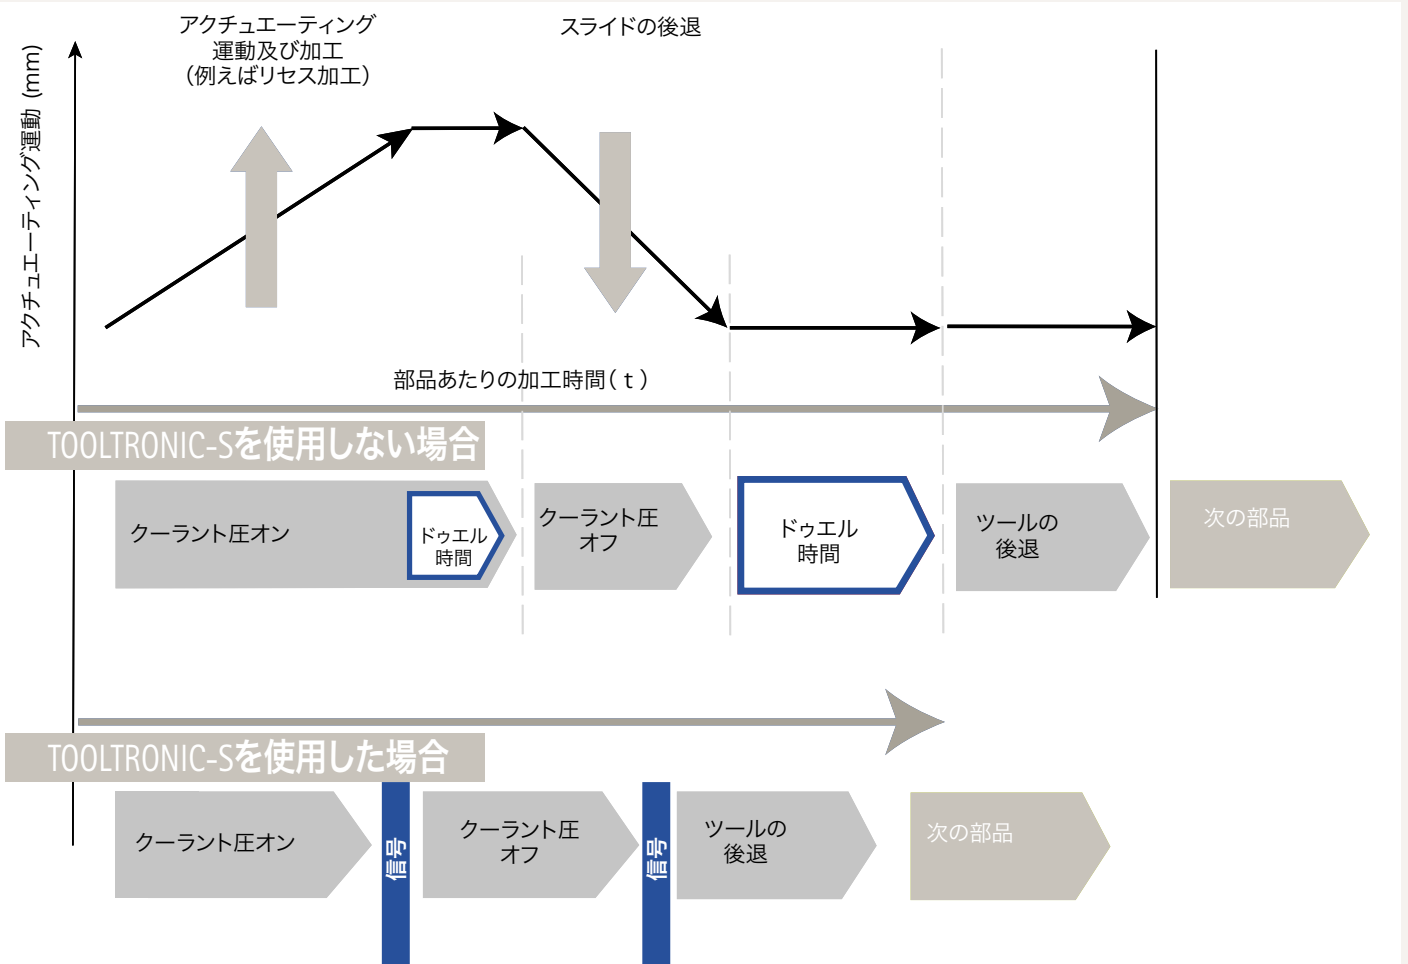 アクチュエーティング
運動及び加工
（例えばリセス加工）
スライドの後退
アクチュエーティング運動 (mm)
部品あたりの加工時間( t )
TOOLTRONIC-Sを使用しない場合
クーラント圧オン
ドゥエル
時間
クーラント圧
オフ
ドゥエル
時間
ツールの
後退
次の部品
TOOLTRONIC-Sを使用した場合
クーラント圧オン
信号
クーラント圧
オフ
信号
ツールの
後退
次の部品